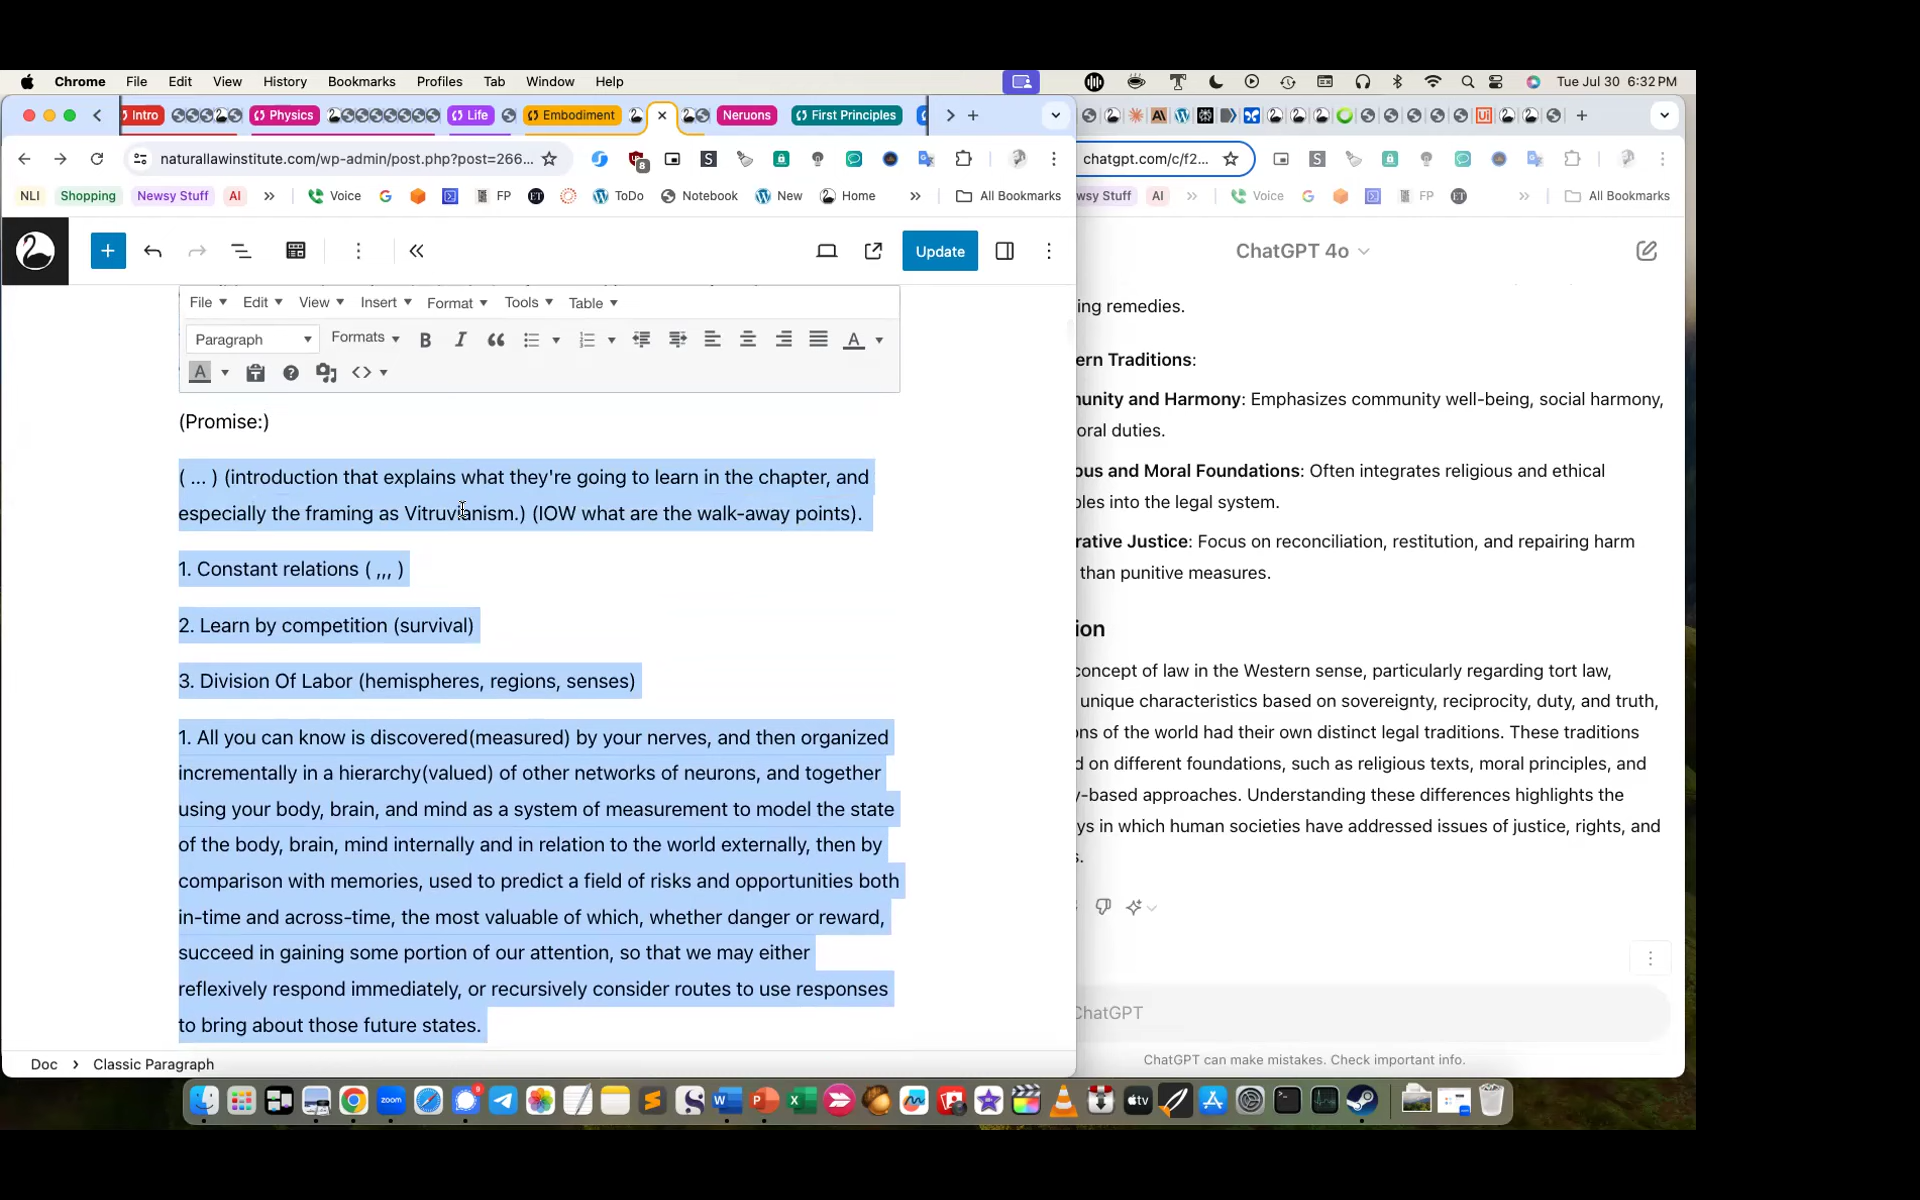 Chrome File Edit View History Bookmarks Profiles Tab Window Help
Tue Jul 30 6:32 PM
Intro Physics Life Embodiment Neruons First Principles
naturallawinstitute.com/wp-admin/post.php?post=266...
8
chatgpt.com/c/f2...
NLI Shopping Newsy Stuff AI Voice FP ToDo Notebook New Home All Bookmarks
wsy Stuff AI Voice FP All Bookmarks
Update
ChatGPT 4o
File Edit View Insert Format Tools Table
Paragraph Formats
(Promise:)
( ... ) (introduction that explains what they're going to learn in the chapter, and
especially the framing as Vitruvianism.) (IOW what are the walk-away points).
1. Constant relations ( ,,, )
2. Learn by competition (survival)
3. Division Of Labor (hemispheres, regions, senses)
1. All you can know is discovered(measured) by your nerves, and then organized
incrementally in a hierarchy(valued) of other networks of neurons, and together
using your body, brain, and mind as a system of measurement to model the state
of the body, brain, mind internally and in relation to the world externally, then by
comparison with memories, used to predict a field of risks and opportunities both
in-time and across-time, the most valuable of which, whether danger or reward,
succeed in gaining some portion of our attention, so that we may either
reflexively respond immediately, or recursively consider routes to use responses
to bring about those future states.
Doc Classic Paragraph
ing remedies.
ern Traditions:
nunity and Harmony: Emphasizes community well-being, social harmony,
oral duties.
ous and Moral Foundations: Often integrates religious and ethical
ples into the legal system.
rative Justice: Focus on reconciliation, restitution, and repairing harm
than punitive measures.
ion
concept of law in the Western sense, particularly regarding tort law,
unique characteristics based on sovereignty, reciprocity, duty, and truth,
ons of the world had their own distinct legal traditions. These traditions
d on different foundations, such as religious texts, moral principles, and
y-based approaches. Understanding these differences highlights the
ys in which human societies have addressed issues of justice, rights, and
s.
ChatGPT
ChatGPT can make mistakes. Check important info.
zoom
tv